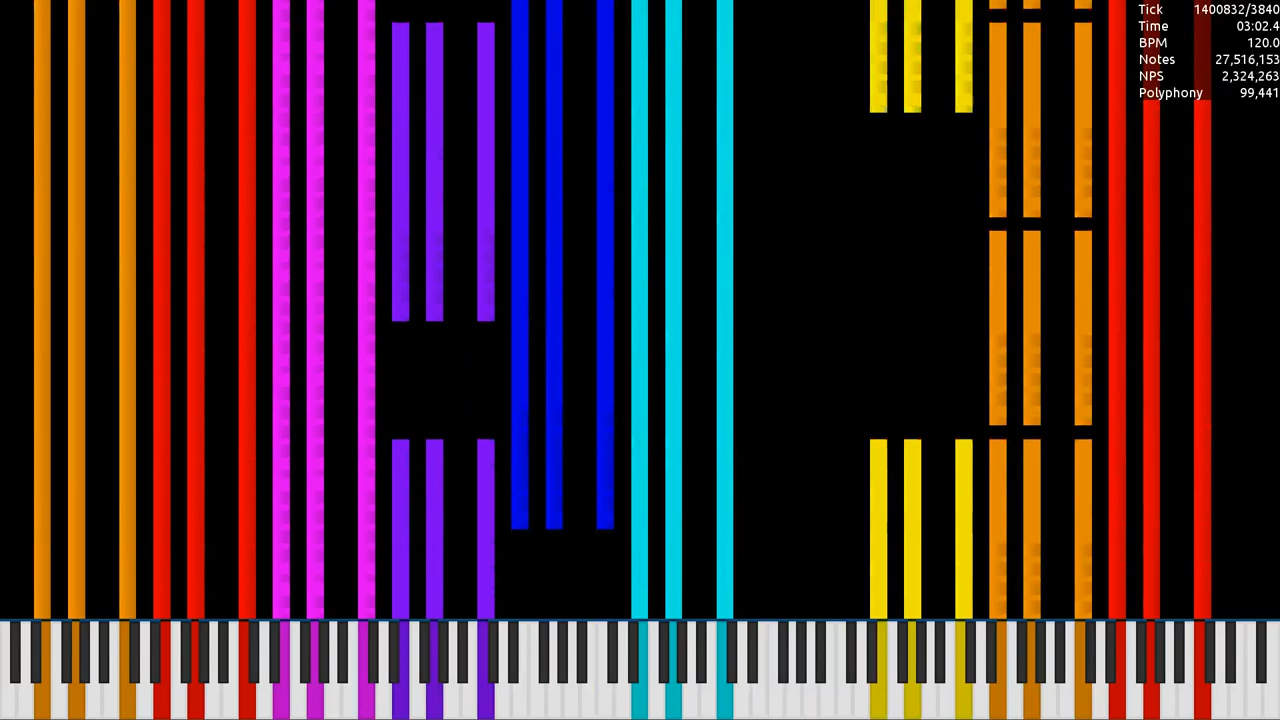 Tick 1400832/3840
Time 03:02.4
BPM 120.0
Notes 27,516,153
NPS 2,324,263
Polyphony 99,441